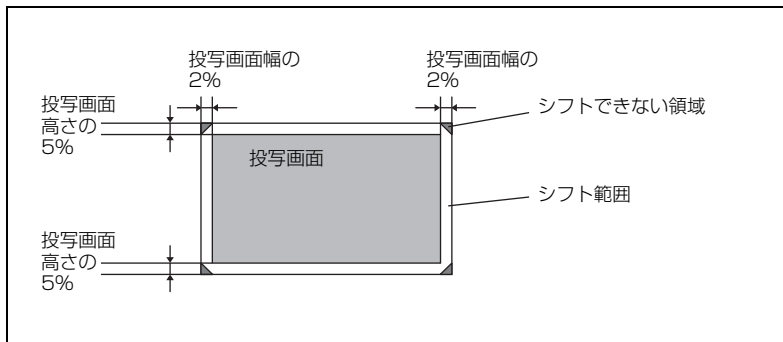 投写画面幅の
2%
投写画面幅の
2%
投写画面
高さの
5%
シフトできない領域
投写画面
シフト範囲
投写画面
高さの
5%